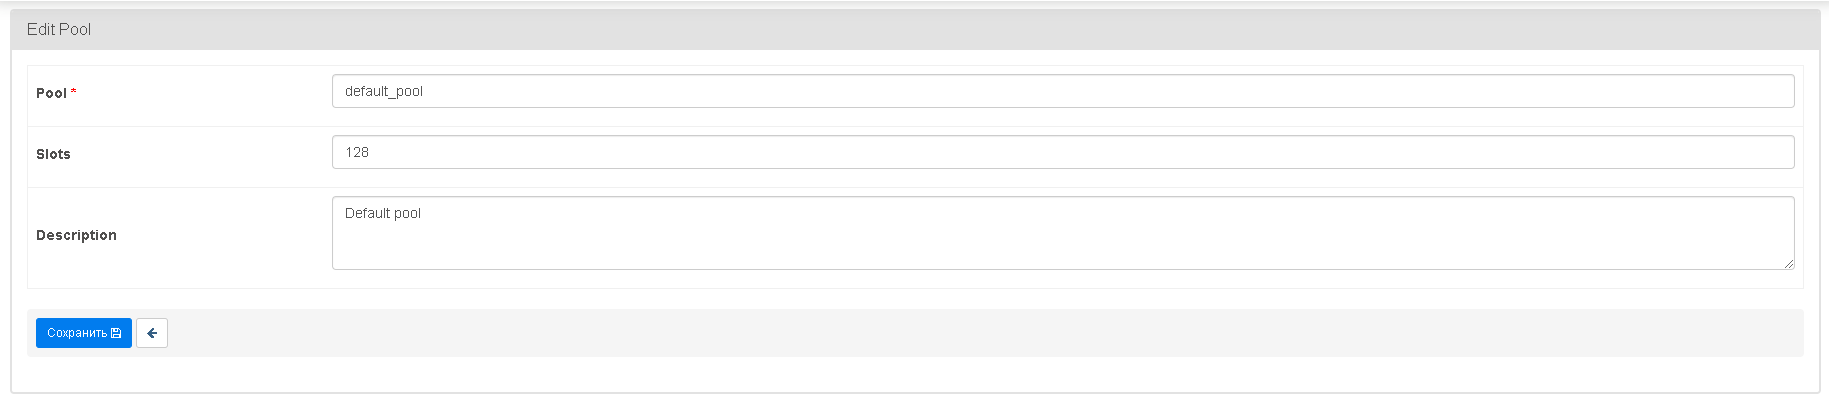 Edit Pool
Pool *
default_pool
Slots
128
Description
Default pool
Сохранить